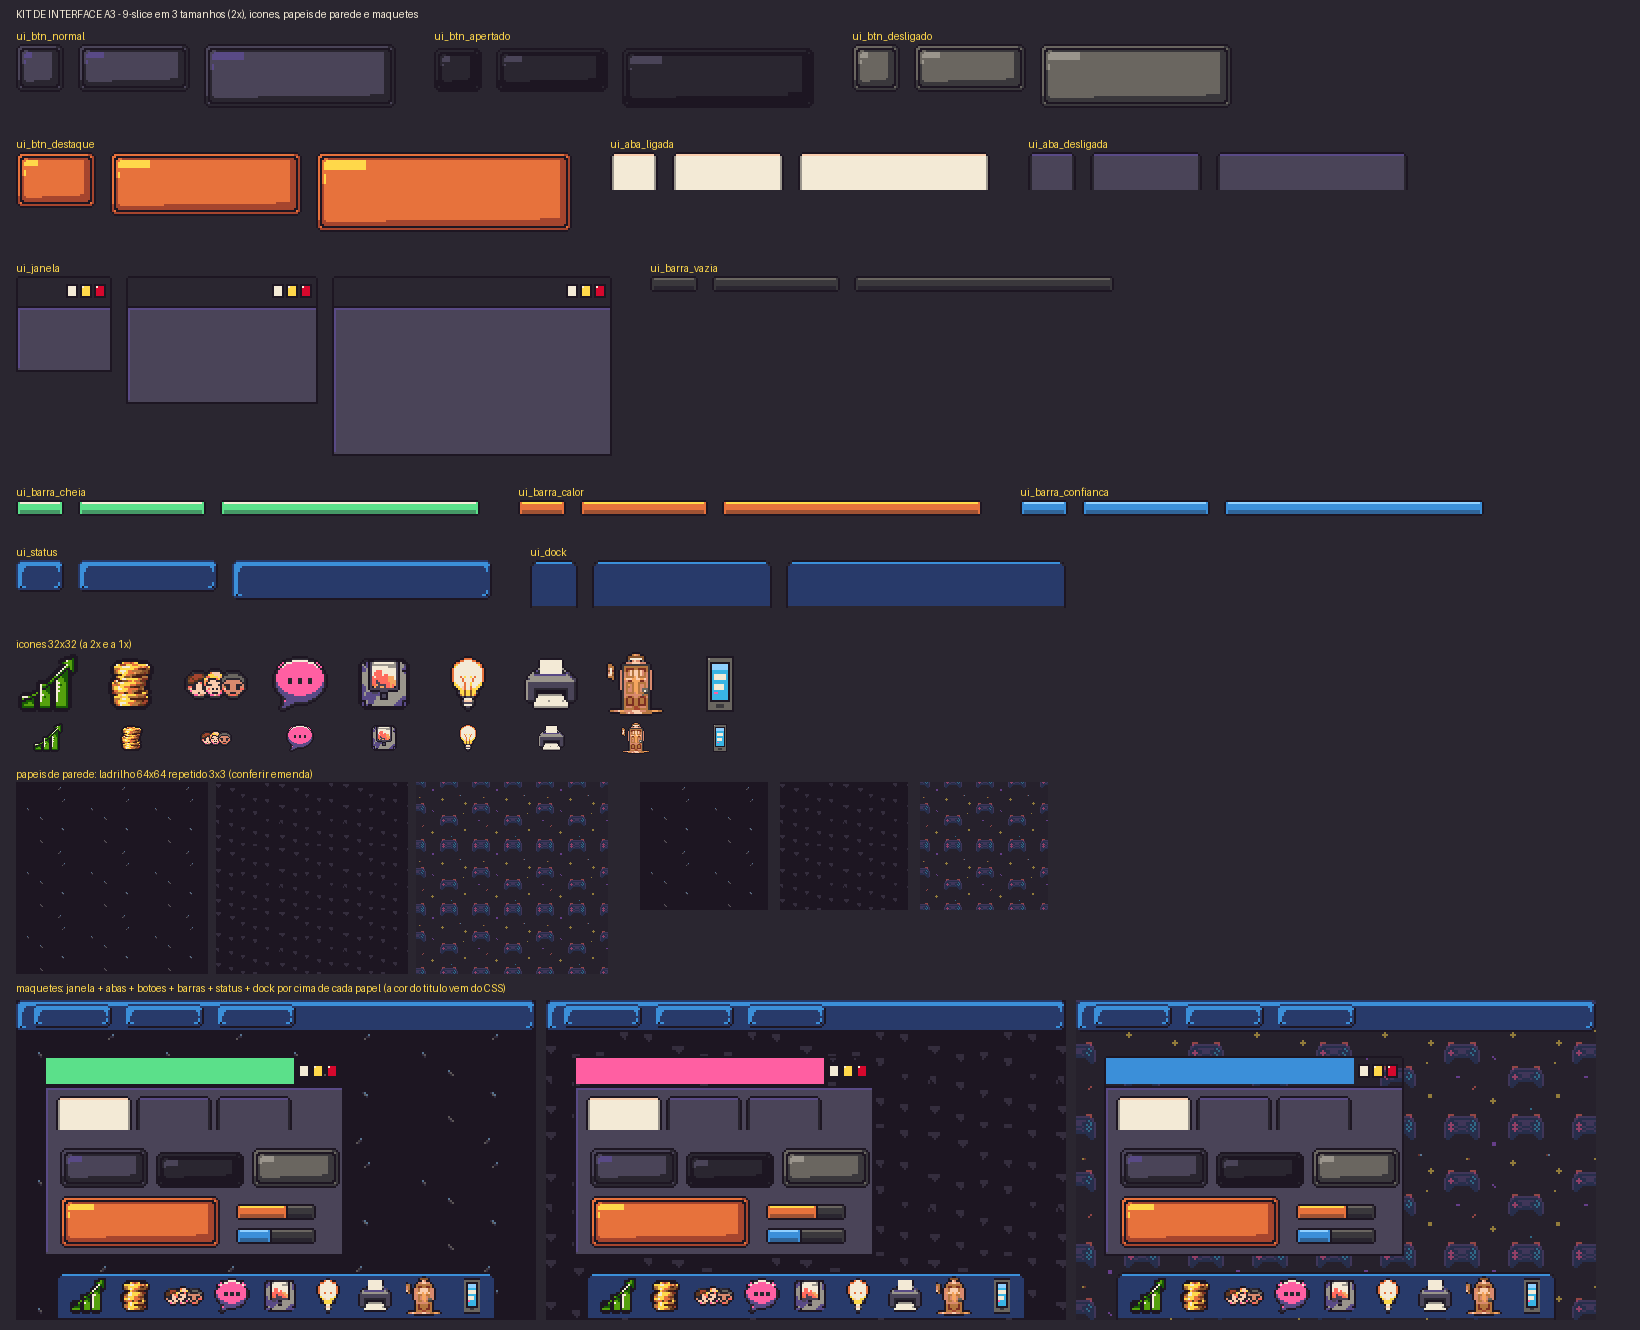 KIT DE INTERFACE A3 - 9-slice em 3 tamanhos (2x), icones, papeis de parede e maquetes
ui_btn_normal
ui_btn_apertado
ui_btn_desligado
ui_btn_destaque
ui_aba_ligada
ui_aba_desligada
ui_janela
ui_barra_vazia
ui_barra_cheia
ui_barra_calor
ui_barra_confianca
ui_status
ui_dock
icones 32x32 (a 2x e a 1x)
papeis de parede: ladrilho 64x64 repetido 3x3 (conferir emenda)
maquetes: janela + abas + botoes + barras + status + dock por cima de cada papel (a cor do titulo vem do CSS)